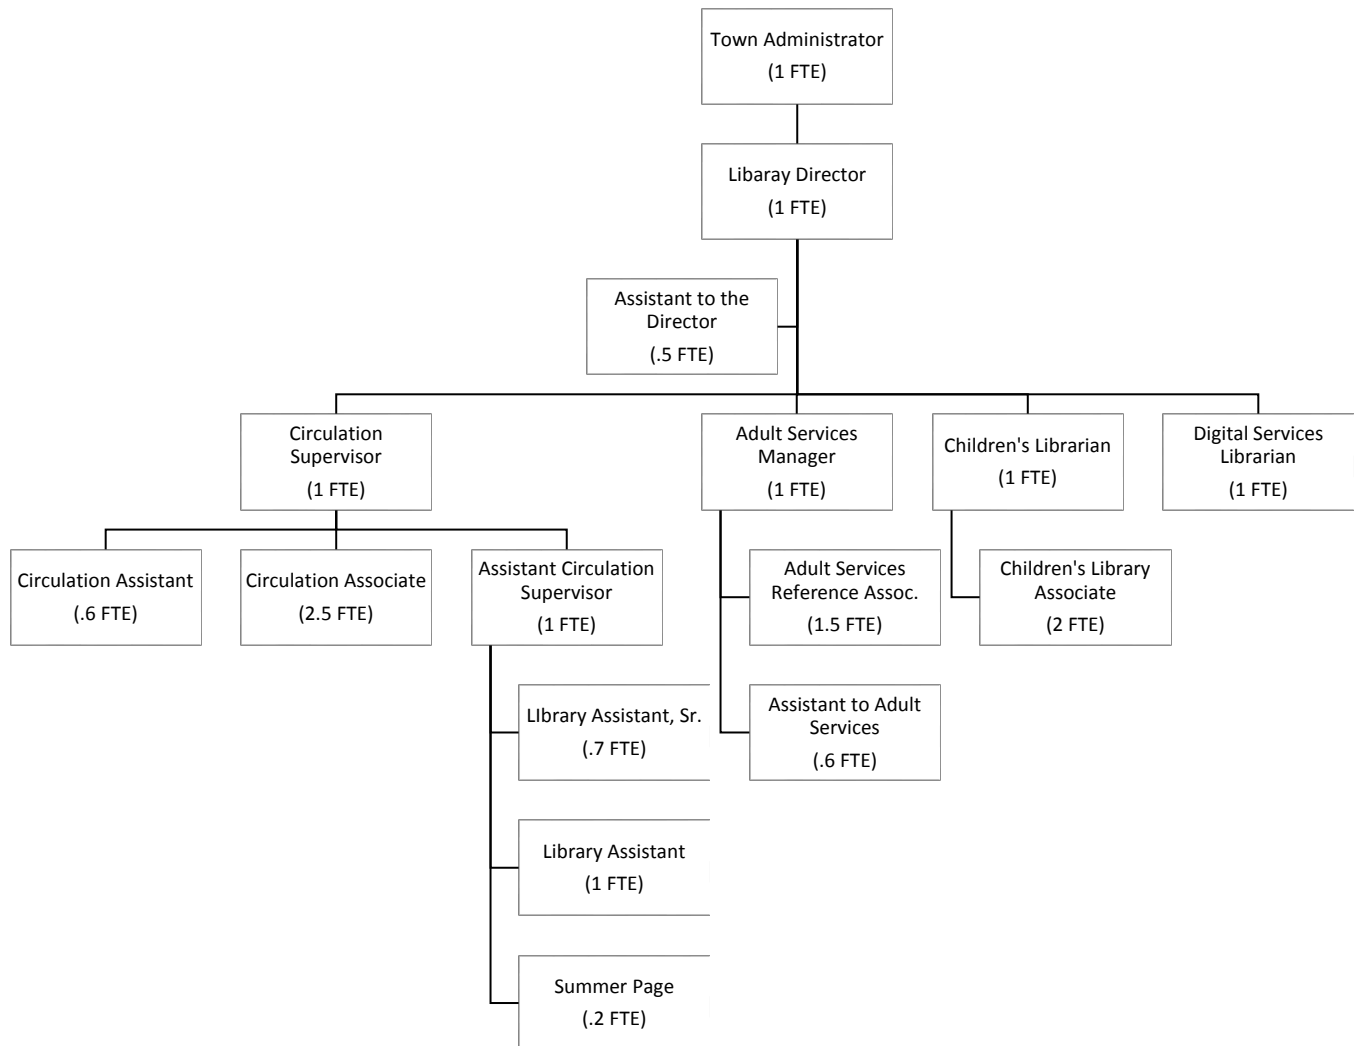 Town Administrator
(1 FTE)
Libaray Director
(1 FTE)
Assistant to the
Director
(.5 FTE)
Circulation
Supervisor
(1 FTE)
Adult Services
Manager
(1 FTE)
Children's Librarian
(1 FTE)
Digital Services
Librarian
(1 FTE)
Circulation Assistant
(.6 FTE)
Circulation Associate
(2.5 FTE)
Assistant Circulation
Supervisor
(1 FTE)
Adult Services
Reference Assoc.
(1.5 FTE)
Children's Library
Associate
(2 FTE)
LIbrary Assistant, Sr.
(.7 FTE)
Assistant to Adult
Services
(.6 FTE)
Library Assistant
(1 FTE)
Summer Page
(.2 FTE)